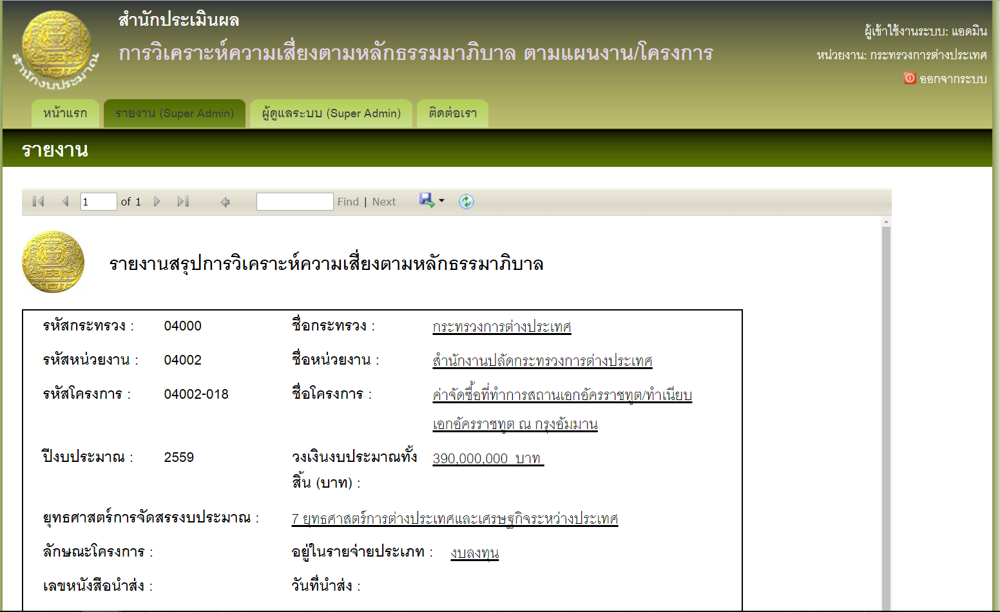 สำนักประเมินผล
การวิเคราะห์ความเสี่ยงตามหลักธรรมมาภิบาล ตามแผนงาน/โครงการ
สำนักงบประมาณ
ผู้เข้าใช้งานระบบ: แอดมิน
หน่วยงาน: กระทรวงการต่างประเทศ
ออกจากระบบ
หน้าแรก รายงาน (Super Admin) ผู้ดูแลระบบ (Super Admin) ติดต่อเรา
รายงาน
1 of 1 Find | Next
รายงานสรุปการวิเคราะห์ความเสี่ยงตามหลักธรรมาภิบาล
รหัสกระทรวง : 04000 ชื่อกระทรวง : กระทรวงการต่างประเทศ
รหัสหน่วยงาน : 04002 ชื่อหน่วยงาน : สำนักงานปลัดกระทรวงการต่างประเทศ
รหัสโครงการ : 04002-018 ชื่อโครงการ : ค่าจัดซื้อที่ทำการสถานเอกอัครราชทูต/ทำเนียบ
เอกอัครราชทูต ณ กรุงอัมมาน
ปีงบประมาณ : 2559 วงเงินงบประมาณทั้ง 390,000,000 บาท
สิ้น (บาท) :
ยุทธศาสตร์การจัดสรรงบประมาณ : 7 ยุทธศาสตร์การต่างประเทศและเศรษฐกิจระหว่างประเทศ
ลักษณะโครงการ : อยู่ในรายจ่ายประเภท : งบลงทุน
เลขหนังสือนำส่ง : วันที่นำส่ง :